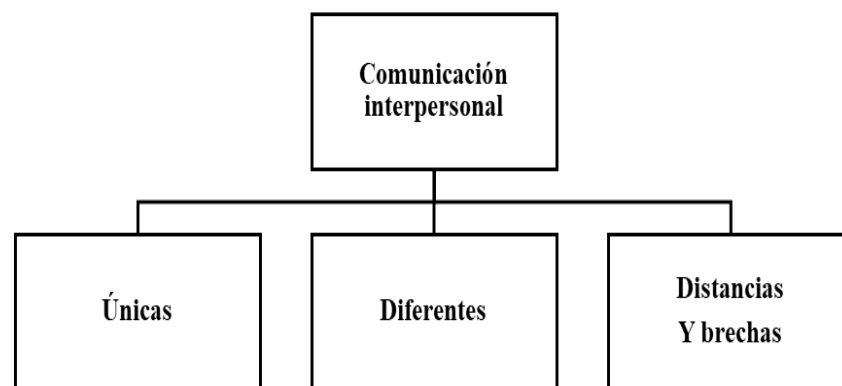 Comunicación
interpersonal
Únicas
Diferentes
Distancias
Y brechas